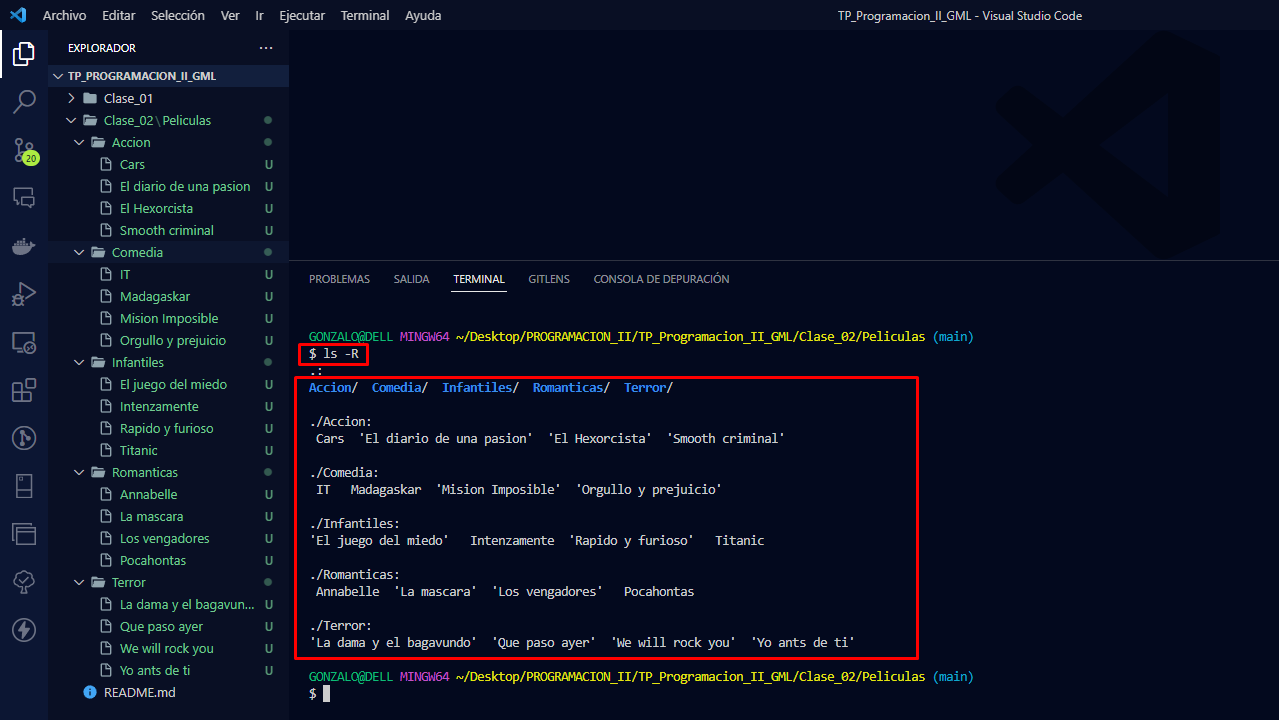 Archivo Editar Selección Ver Ir Ejecutar Terminal Ayuda
TP_Programacion_II_GML - Visual Studio Code
EXPLORADOR ...
TP_PROGRAMACION_II_GML
Clase_01
Clase_02\Peliculas
Accion
Cars U
El diario de una pasion U
El Hexorcista U
Smooth criminal U
Comedia
IT U
Madagaskar U
Mision Imposible U
Orgullo y prejuicio U
Infantiles
El juego del miedo U
Intenzamente U
Rapido y furioso U
Titanic U
Romanticas
Annabelle U
La mascara U
Los vengadores U
Pocahontas U
Terror
La dama y el bagavun... U
Que paso ayer U
We will rock you U
Yo ants de ti U
README.md
20
PROBLEMAS SALIDA TERMINAL GITLENS CONSOLA DE DEPURACIÓN
GONZALO@DELL MINGW64 ~/Desktop/PROGRAMACION_II/TP_Programacion_II_GML/Clase_02/Peliculas (main)
$ ls -R
.:
Accion/ Comedia/ Infantiles/ Romanticas/ Terror/
./Accion:
Cars 'El diario de una pasion' 'El Hexorcista' 'Smooth criminal'
./Comedia:
IT Madagaskar 'Mision Imposible' 'Orgullo y prejuicio'
./Infantiles:
'El juego del miedo' Intenzamente 'Rapido y furioso' Titanic
./Romanticas:
Annabelle 'La mascara' 'Los vengadores' Pocahontas
./Terror:
'La dama y el bagavundo' 'Que paso ayer' 'We will rock you' 'Yo ants de ti'
GONZALO@DELL MINGW64 ~/Desktop/PROGRAMACION_II/TP_Programacion_II_GML/Clase_02/Peliculas (main)
$